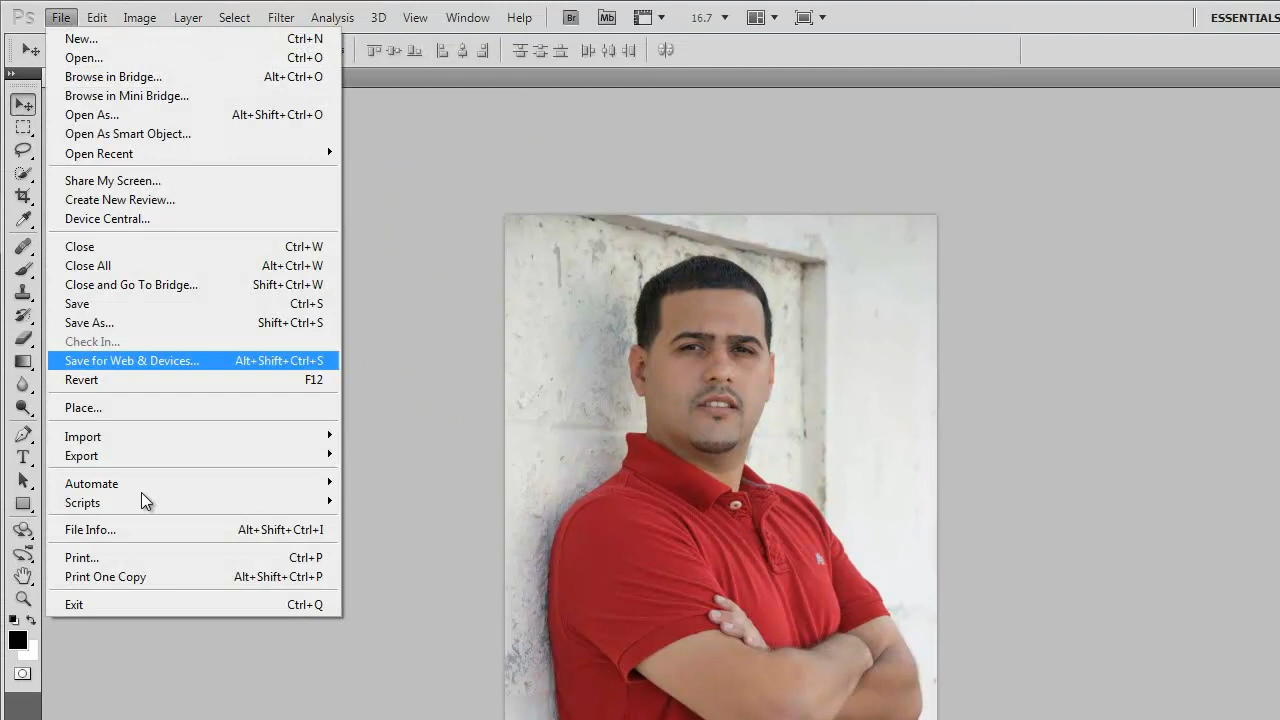 Ps File Edit Image Layer Select Filter Analysis 3D View Window Help Br Mb 16.7 ESSENTIALS
New... Ctrl+N
Open... Ctrl+O
Browse in Bridge... Alt+Ctrl+O
Browse in Mini Bridge...
Open As... Alt+Shift+Ctrl+O
Open As Smart Object...
Open Recent
Share My Screen...
Create New Review...
Device Central...
Close Ctrl+W
Close All Alt+Ctrl+W
Close and Go To Bridge... Shift+Ctrl+W
Save Ctrl+S
Save As... Shift+Ctrl+S
Check In...
Save for Web & Devices... Alt+Shift+Ctrl+S
Revert F12
Place...
Import
Export
Automate
Scripts
File Info... Alt+Shift+Ctrl+I
Print... Ctrl+P
Print One Copy Alt+Shift+Ctrl+P
Exit Ctrl+Q